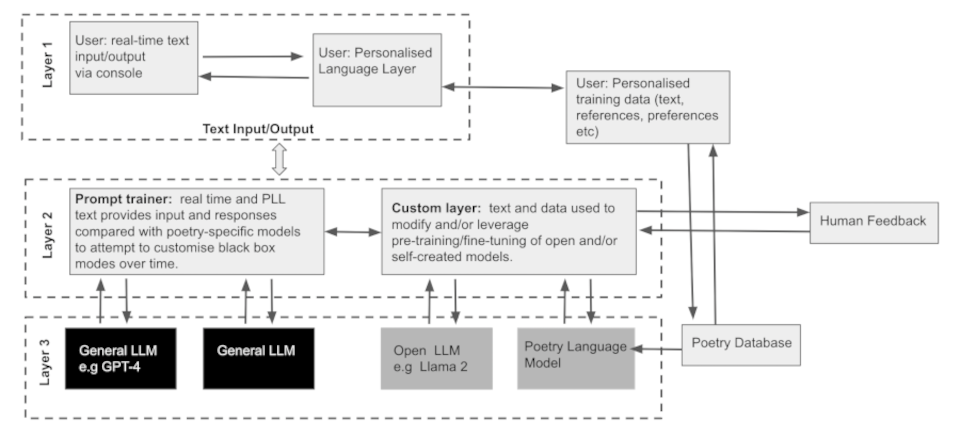 Layer 1
User: real-time text
input/output
via console
User: Personalised
Language Layer
Text Input/Output
User: Personalised
training data (text,
references, preferences
etc)
Layer 2
Prompt trainer: real time and PLL
text provides input and responses
compared with poetry-specific models
to attempt to customise black box
modes over time.
Custom layer: text and data used to
modify and/or leverage
pre-training/fine-tuning of open and/or
self-created models.
Human Feedback
Layer 3
General LLM
e.g GPT-4
General LLM
Open LLM
e.g Llama 2
Poetry Language
Model
Poetry Database